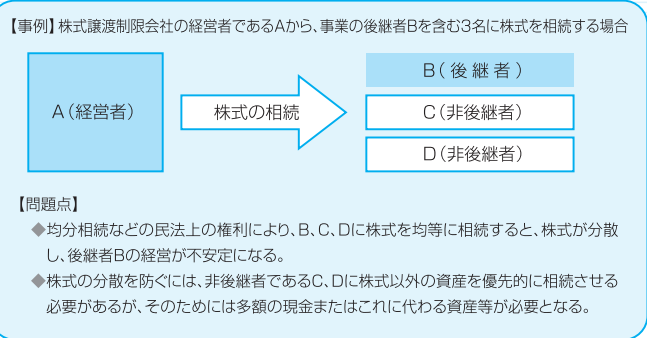 【事例】株式譲渡制限会社の経営者であるAから、事業の後継者Bを含む3名に株式を相続する場合
A（経営者）
株式の相続
B（後継者）
C（非後継者）
D（非後継者）
【問題点】
◆均分相続などの民法上の権利により、B、C、Dに株式を均等に相続すると、株式が分散
し、後継者Bの経営が不安定になる。
◆株式の分散を防ぐには、非後継者であるC、Dに株式以外の資産を優先的に相続させる
必要があるが、そのためには多額の現金またはこれに代わる資産等が必要となる。